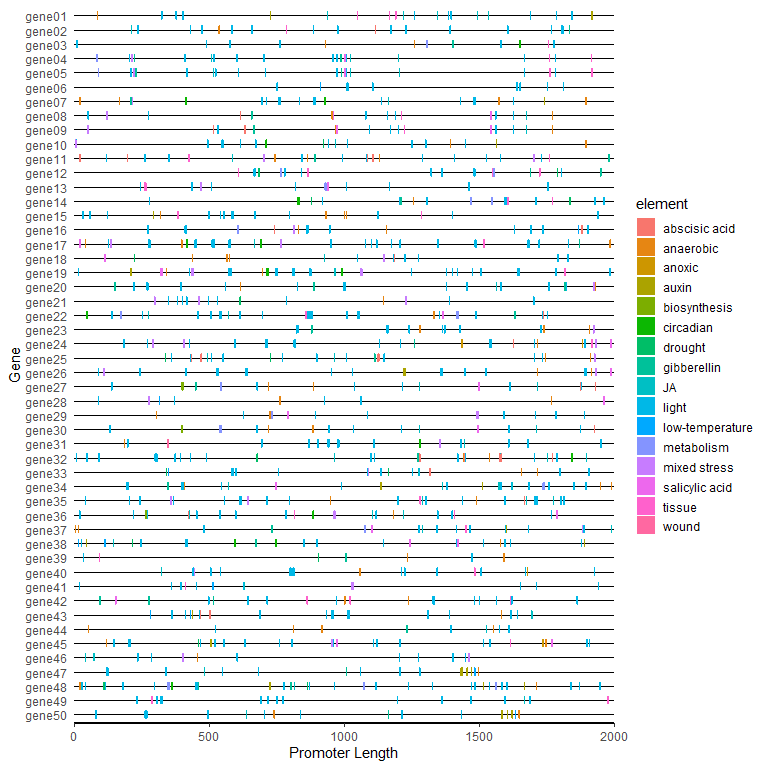 gene01
gene02
gene03
gene04
gene05
gene06
gene07
gene08
gene09
gene10
gene11
gene12
gene13
gene14
gene15
gene16
gene17
gene18
gene19
gene20
gene21
gene22
gene23
gene24
gene25
gene26
gene27
gene28
gene29
gene30
gene31
gene32
gene33
gene34
gene35
gene36
gene37
gene38
gene39
gene40
gene41
gene42
gene43
gene44
gene45
gene46
gene47
gene48
gene49
gene50
Gene
0 500 1000 1500 2000
Promoter Length
element
abscisic acid
anaerobic
anoxic
auxin
biosynthesis
circadian
drought
gibberellin
JA
light
low-temperature
metabolism
mixed stress
salicylic acid
tissue
wound